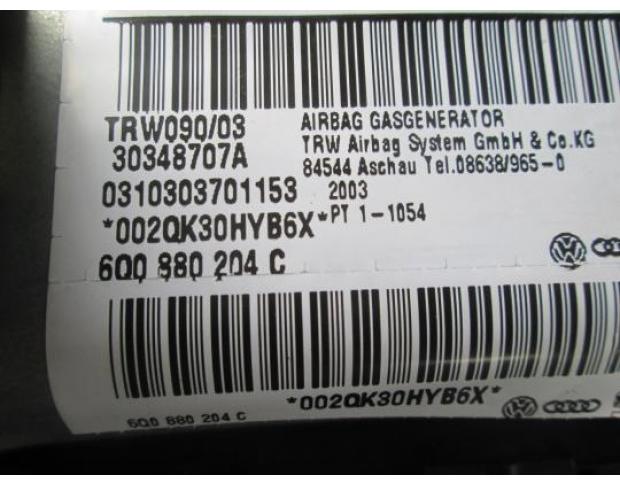 TRW090/03
30348707A
AIRBAG GASGENERATOR
TRW Airbag System GmbH & Co.KG
84544 Aschau Tel.08638/965-0
0310303701153
2003
*002QK30HYB6X*
PT 1-1054
6Q0 880 204 C
*002QK30HYB6X*
6Q0 880 204 C